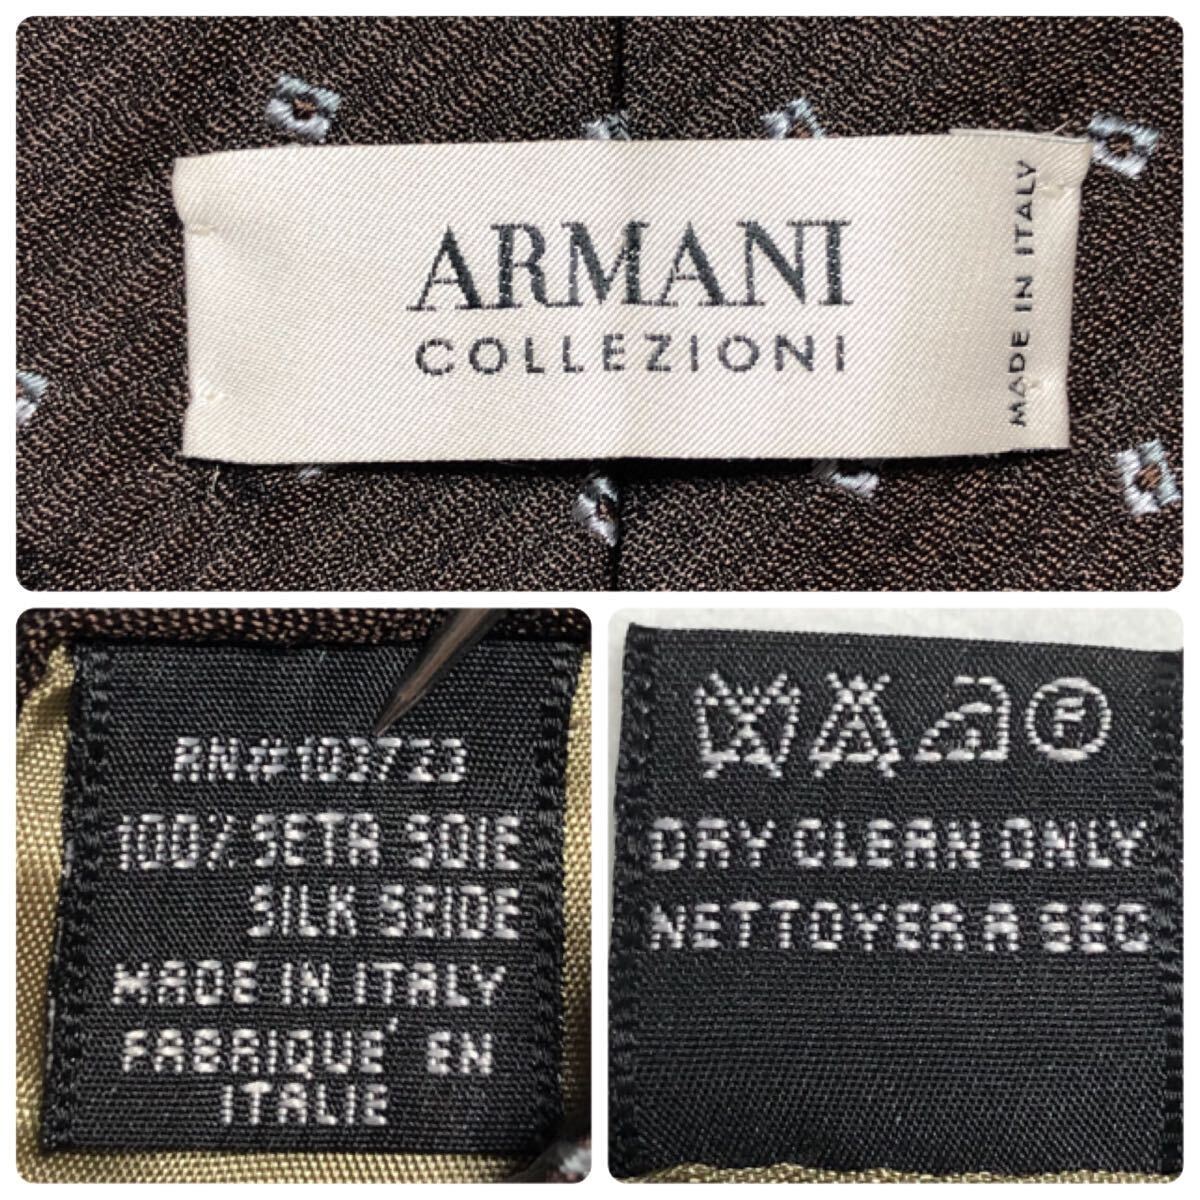 ARMANI
COLLEZIONI
MADE IN ITALY
RN#103723
100% SETA SOIE
SILK SEIDE
MADE IN ITALY
FABRIQUE' EN
ITALIE
F
DRY CLEAN ONLY
NETTOYER A SEC